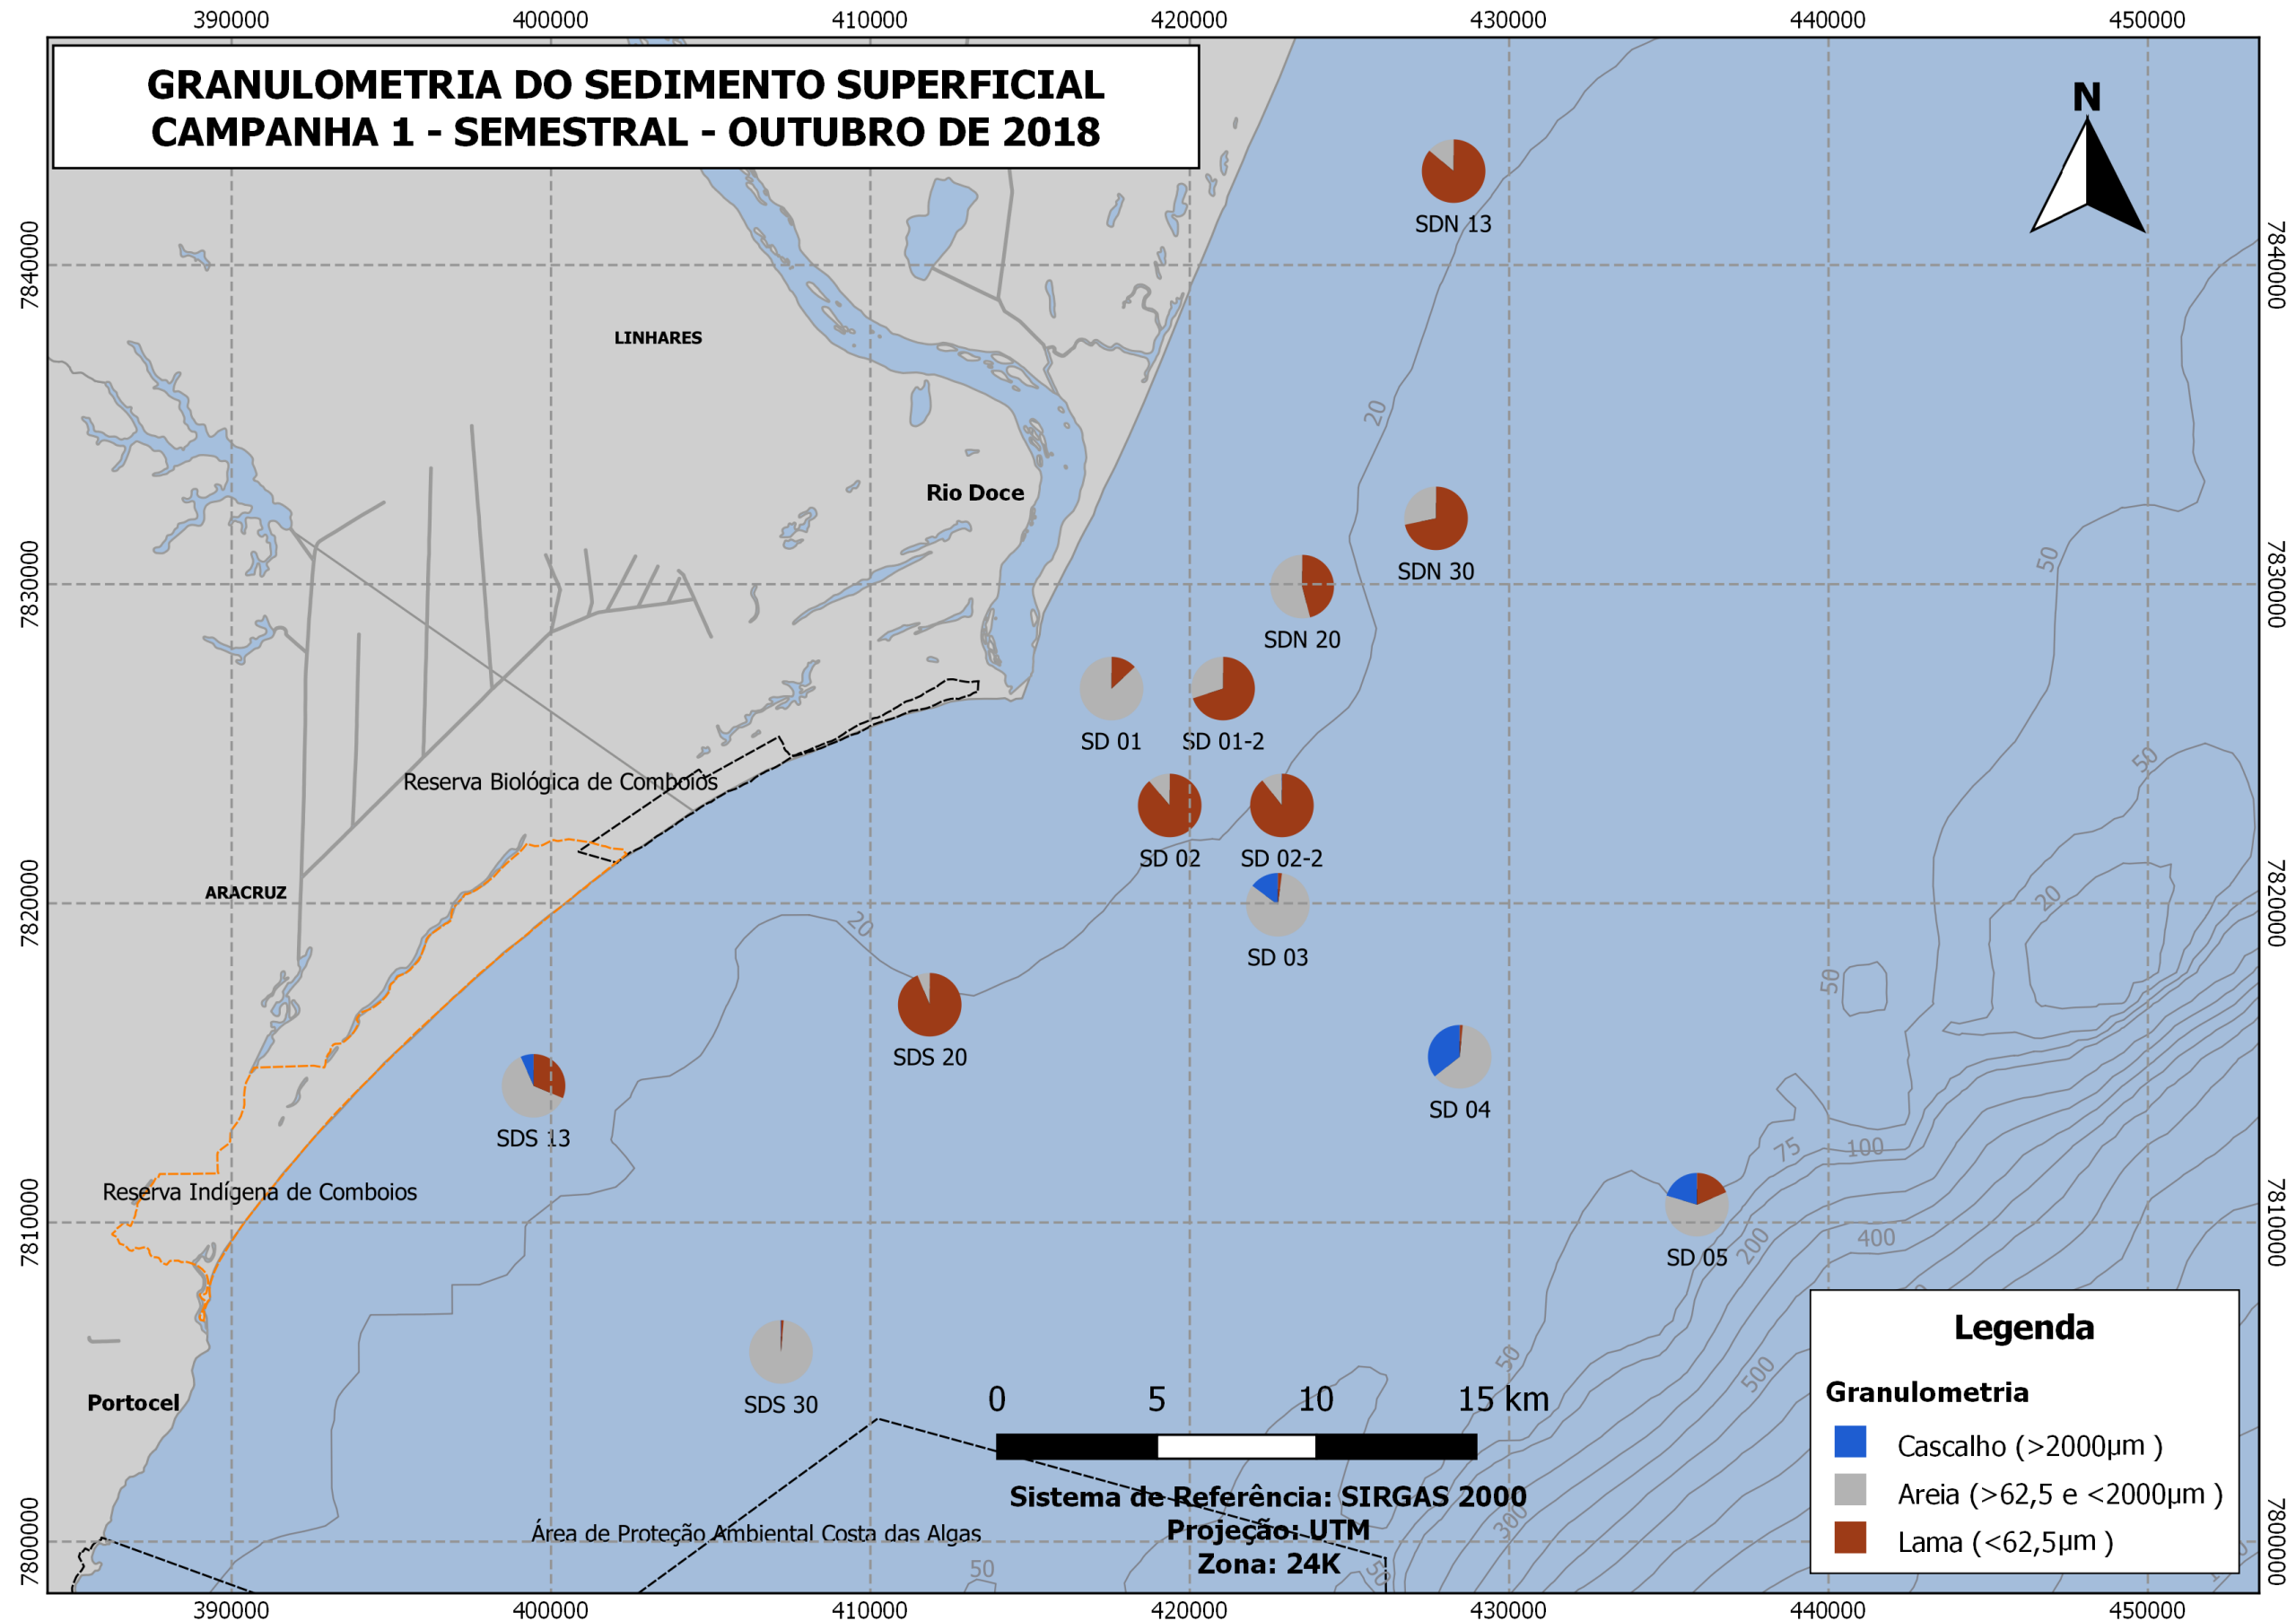 390000 400000 410000 420000 430000 440000 450000
GRANULOMETRIA DO SEDIMENTO SUPERFICIAL
CAMPANHA 1 - SEMESTRAL - OUTUBRO DE 2018
N
SDN 13
7840000 7840000
LINHARES
20
Rio Doce
SDN 30
50
7830000 7830000
SDN 20
SD 01 SD 01-2
50
Reserva Biológica de Comboios
SD 02 SD 02-2
ARACRUZ
20
7820000 7820000
20
SD 03
50
SDS 20
SD 04
SDS 13
75 100
Reserva Indígena de Comboios
7810000 7810000
SD 05
200 400
Legenda
Granulometria
Cascalho (>2000µm )
Areia (>62,5 e <2000µm )
Lama (<62,5µm )
50
500
Portocel
SDS 30
0 5 10 15 km
Sistema de Referência: SIRGAS 2000
Projeção: UTM
Zona: 24K
300
Área de Proteção Ambiental Costa das Algas
50
50
7800000 7800000
390000 400000 410000 420000 430000 440000 450000